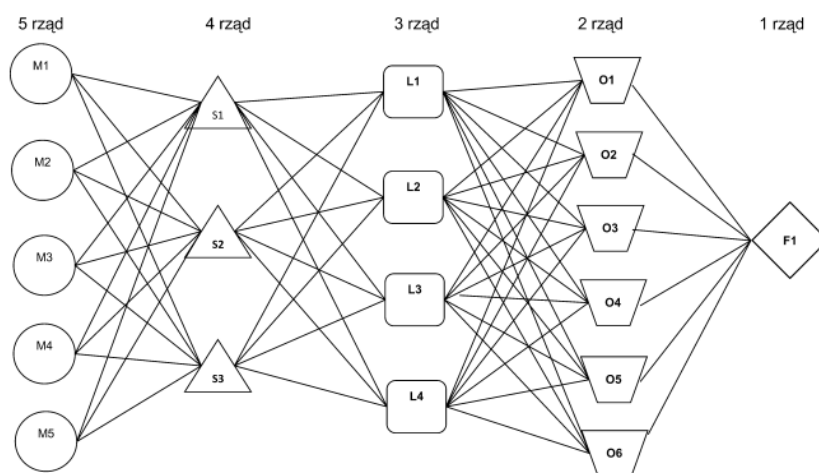 5 rząd 4 rząd 3 rząd 2 rząd 1 rząd
M1
M2
M3
M4
M5
S1
S2
S3
L1
L2
L3
L4
O1
O2
O3
O4
O5
O6
F1